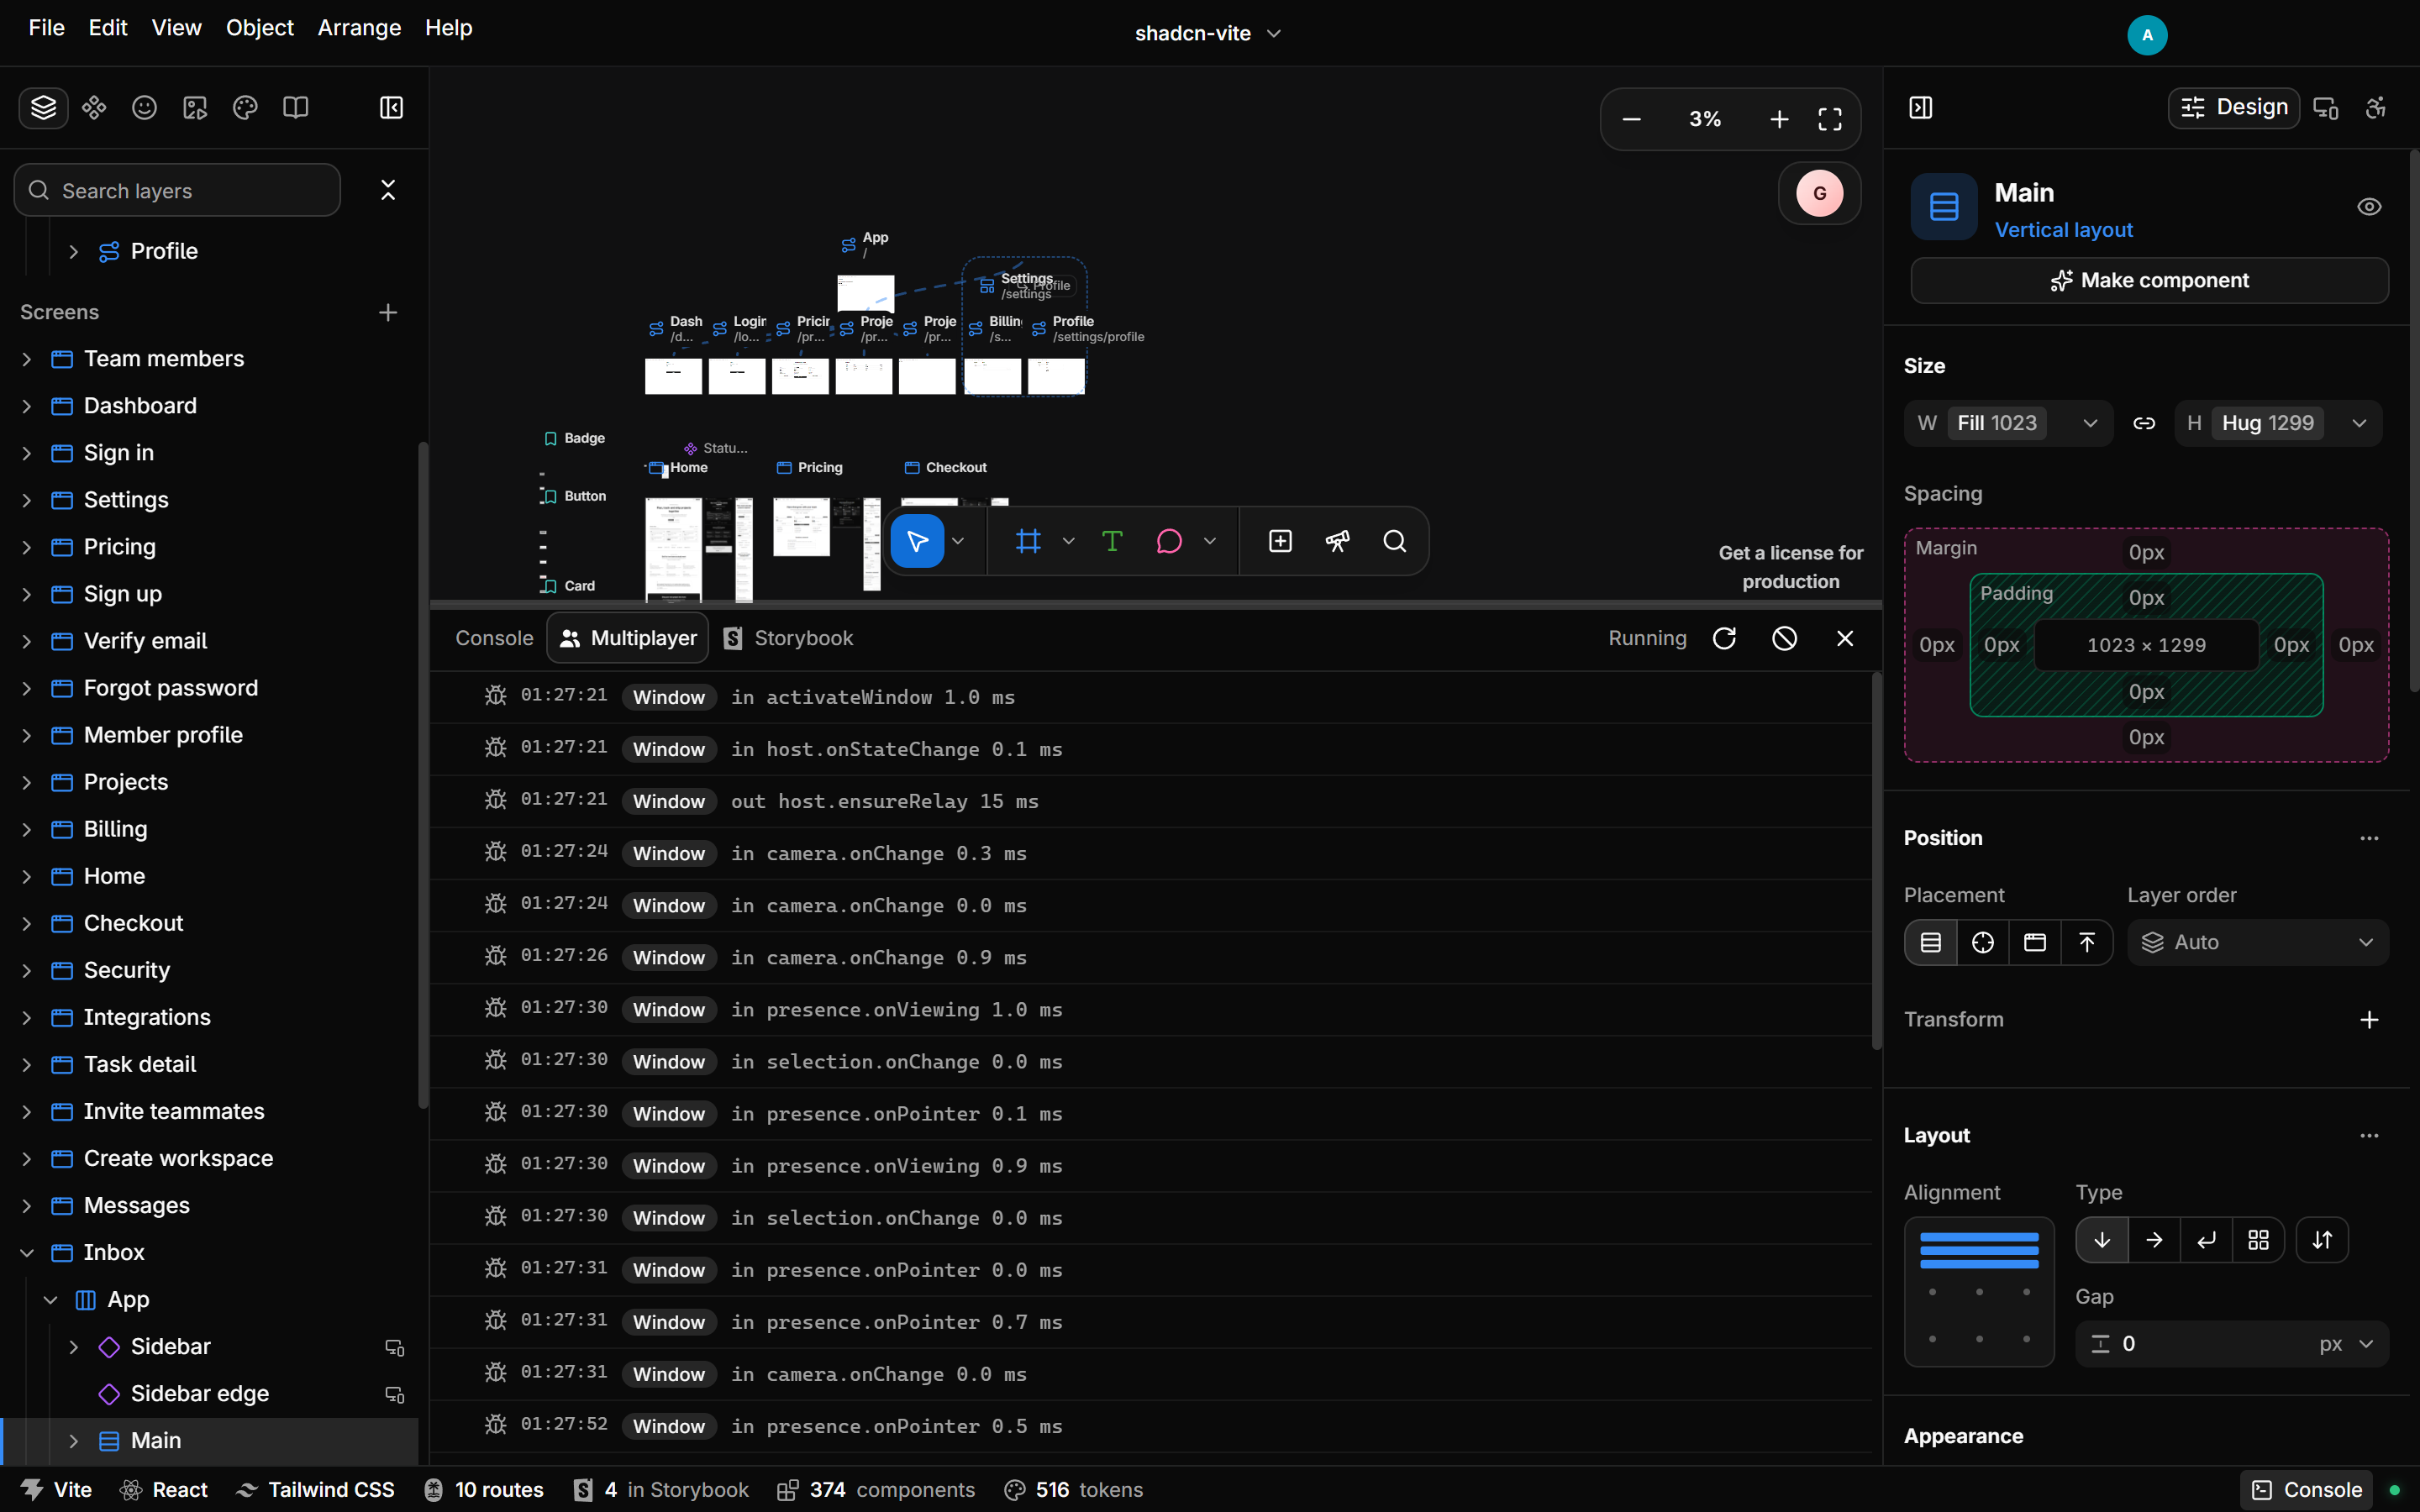 File Edit View Object Arrange Help
shadcn-vite
A
Search layers
Profile
Screens
Team members
Dashboard
Sign in
Settings
Pricing
Sign up
Verify email
Forgot password
Member profile
Projects
Billing
Home
Checkout
Security
Integrations
Task detail
Invite teammates
Create workspace
Messages
Inbox
App
Sidebar
Sidebar edge
Main
3%
G
App
/
Settings
/settings
Profile
Dash
/d...
Login
/lo...
Pricin
/pr...
Proje
/pr...
Proje
/pr...
Billin
/s...
Profile
/settings/profile
Badge
Statu...
Home
Pricing
Checkout
Button
Card
Get a license for
production
Console Multiplayer Storybook
Running
01:27:21 Window in activateWindow 1.0 ms
01:27:21 Window in host.onStateChange 0.1 ms
01:27:21 Window out host.ensureRelay 15 ms
01:27:24 Window in camera.onChange 0.3 ms
01:27:24 Window in camera.onChange 0.0 ms
01:27:26 Window in camera.onChange 0.9 ms
01:27:30 Window in presence.onViewing 1.0 ms
01:27:30 Window in selection.onChange 0.0 ms
01:27:30 Window in presence.onPointer 0.1 ms
01:27:30 Window in presence.onViewing 0.9 ms
01:27:30 Window in selection.onChange 0.0 ms
01:27:31 Window in presence.onPointer 0.0 ms
01:27:31 Window in presence.onPointer 0.7 ms
01:27:31 Window in camera.onChange 0.0 ms
01:27:52 Window in presence.onPointer 0.5 ms
Design
Main
Vertical layout
Make component
Size
W Fill 1023
H Hug 1299
Spacing
Margin
0px
Padding
0px
0px 0px 1023 × 1299 0px 0px
0px
0px
Position
Placement
Layer order
Auto
Transform
Layout
Alignment
Type
Gap
0 px
Appearance
Vite React Tailwind CSS 10 routes 4 in Storybook 374 components 516 tokens
Console